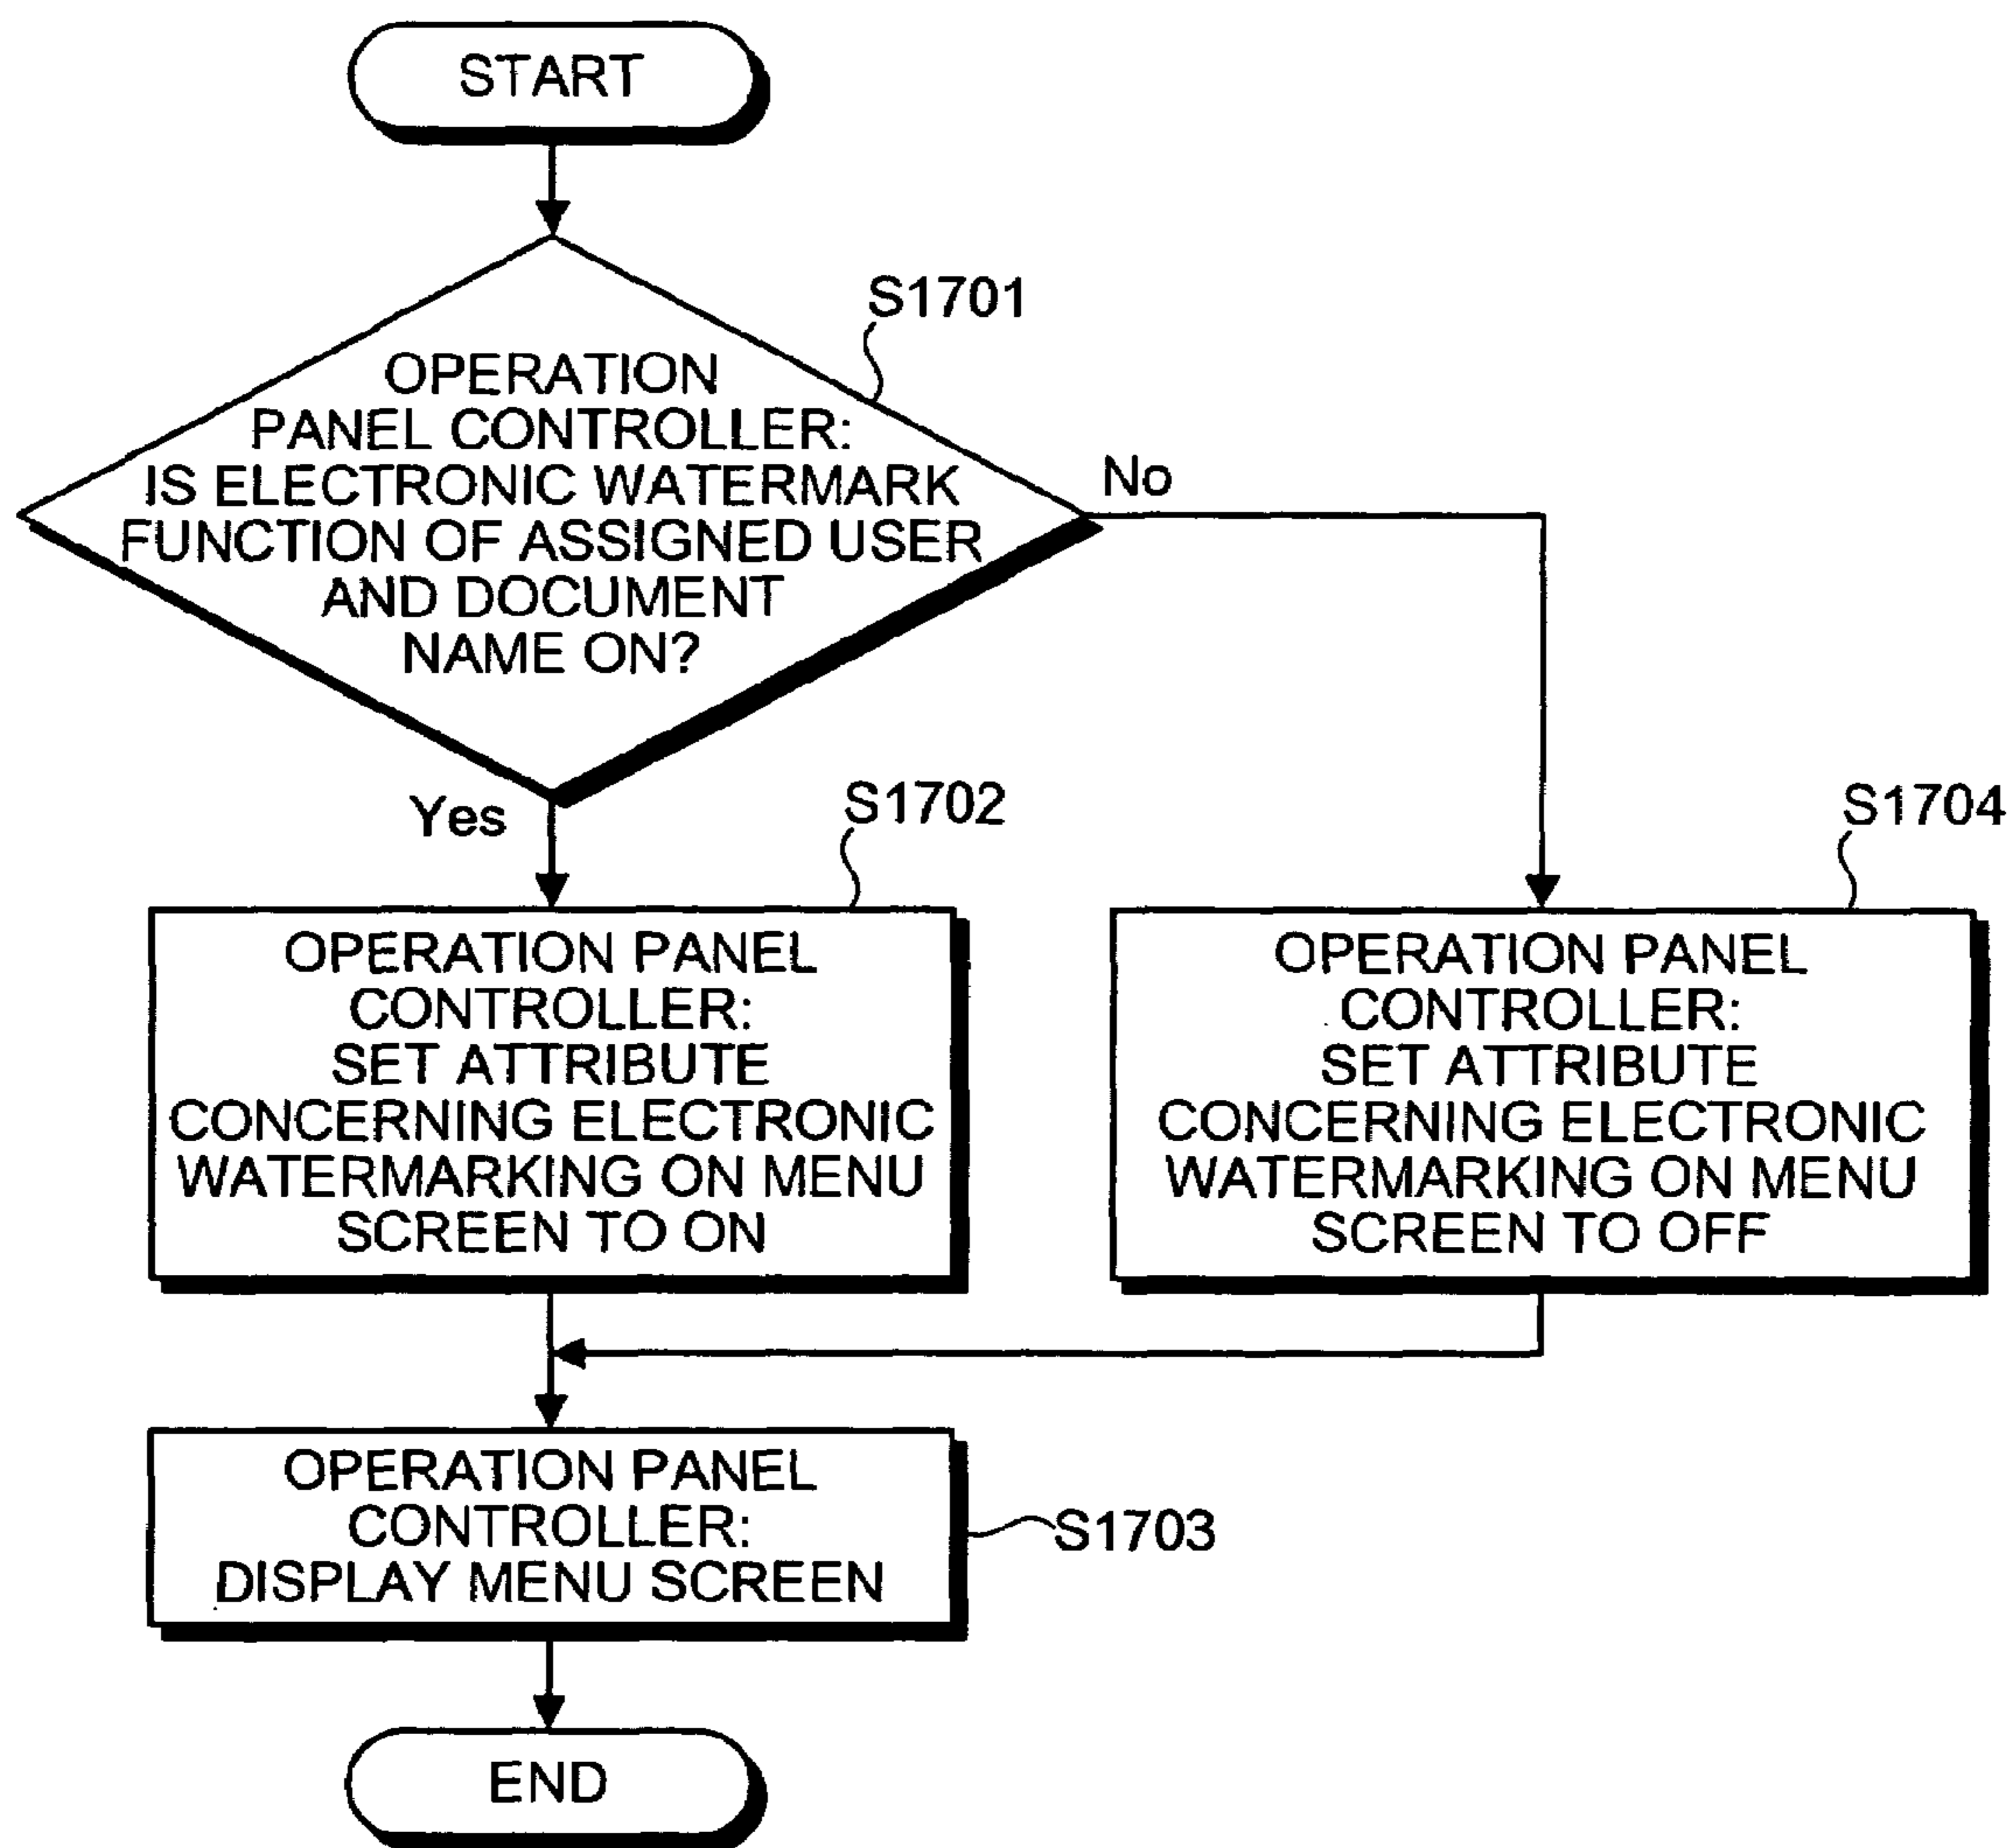 START
S1701
OPERATION
PANEL CONTROLLER:
IS ELECTRONIC WATERMARK
FUNCTION OF ASSIGNED USER
AND DOCUMENT
NAME ON?
No
Yes
S1702
OPERATION PANEL
CONTROLLER:
SET ATTRIBUTE
CONCERNING ELECTRONIC
WATERMARKING ON MENU
SCREEN TO ON
S1704
OPERATION PANEL
CONTROLLER:
SET ATTRIBUTE
CONCERNING ELECTRONIC
WATERMARKING ON MENU
SCREEN TO OFF
OPERATION PANEL
CONTROLLER:
DISPLAY MENU SCREEN
S1703
END